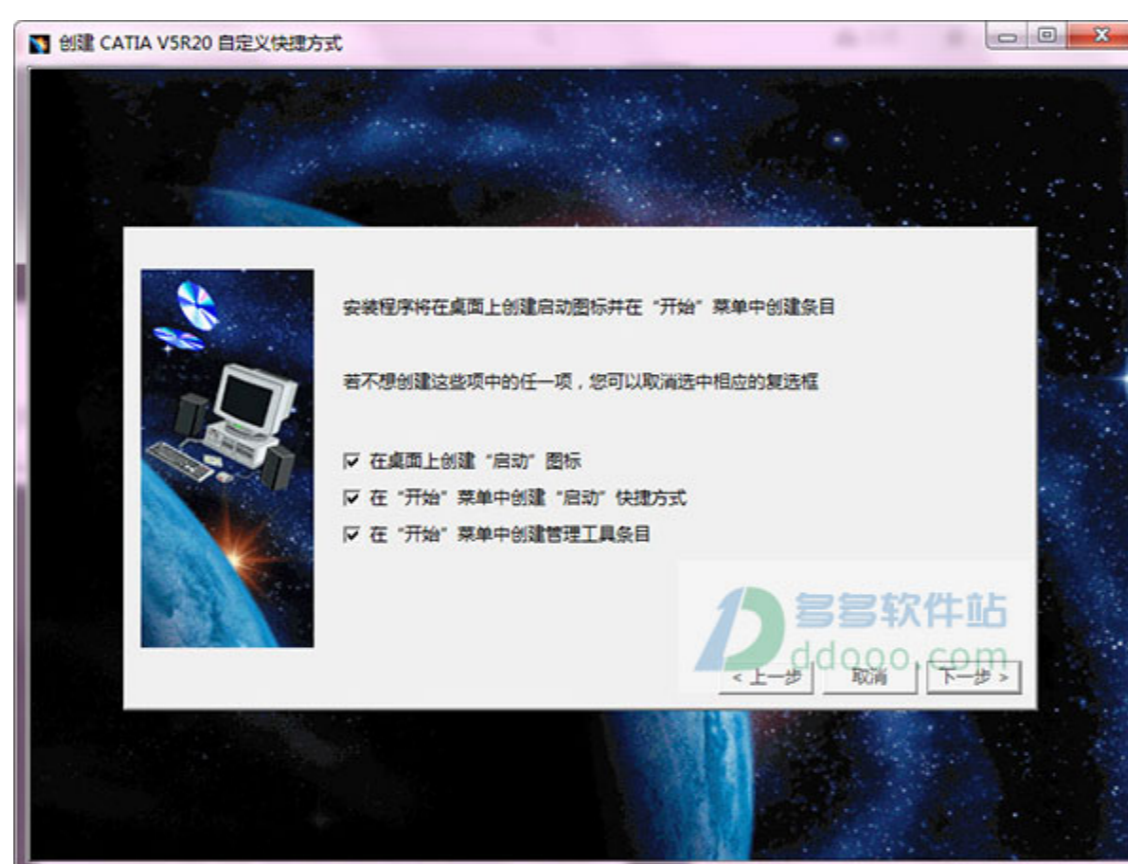 创建 CATIA V5R20 自定义快捷方式
安装程序将在桌面上创建启动图标并在“开始”菜单中创建条目
若不想创建这些项中的任一项，您可以取消选中相应的复选框
在桌面上创建“启动”图标
在“开始”菜单中创建“启动”快捷方式
在“开始”菜单中创建管理工具条目
多多软件站
ddooo.com
< 上一步 取消 下一步 >